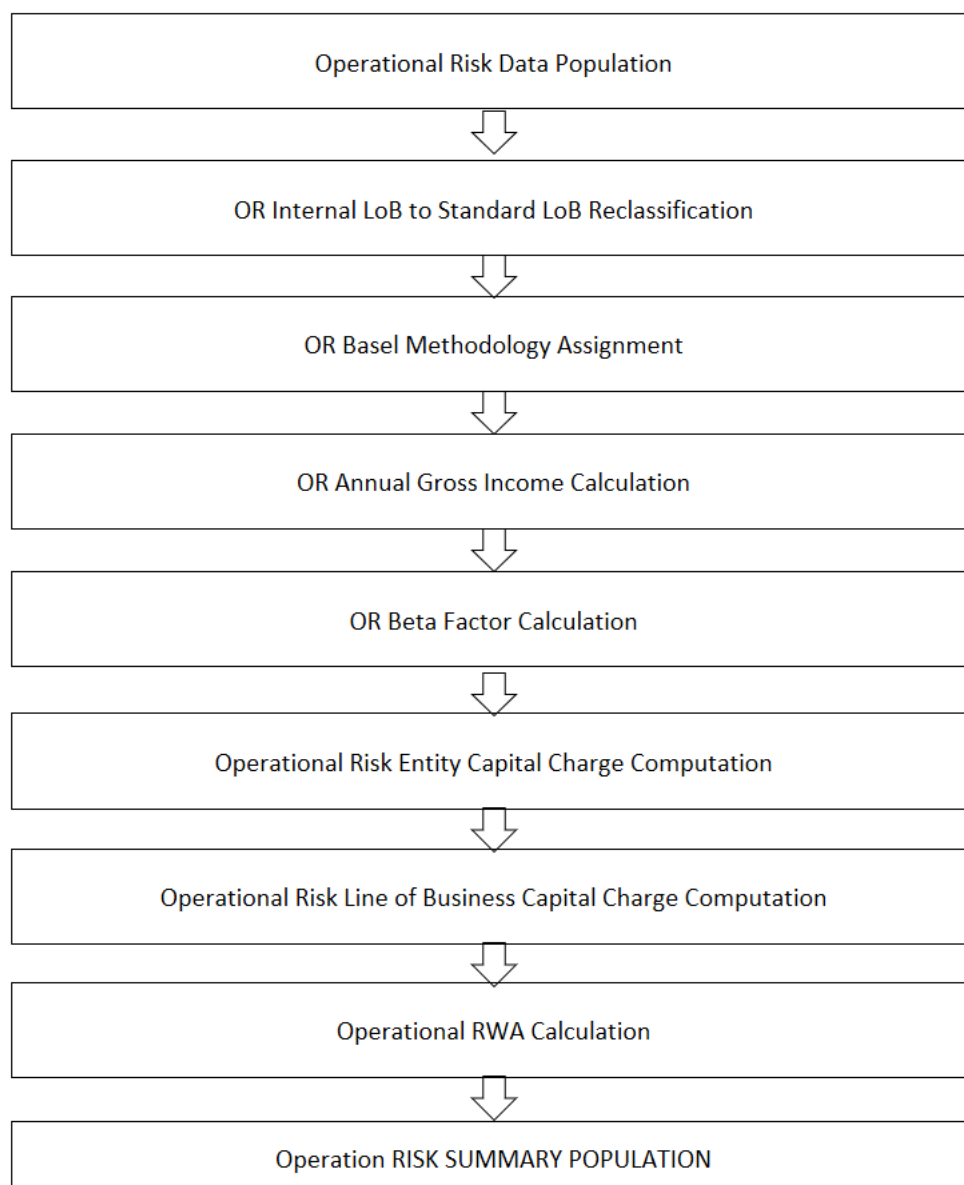 Operational Risk Data Population
OR Internal LoB to Standard LoB Reclassification
OR Basel Methodology Assignment
OR Annual Gross Income Calculation
OR Beta Factor Calculation
Operational Risk Entity Capital Charge Computation
Operational Risk Line of Business Capital Charge Computation
Operational RWA Calculation
Operation RISK SUMMARY POPULATION